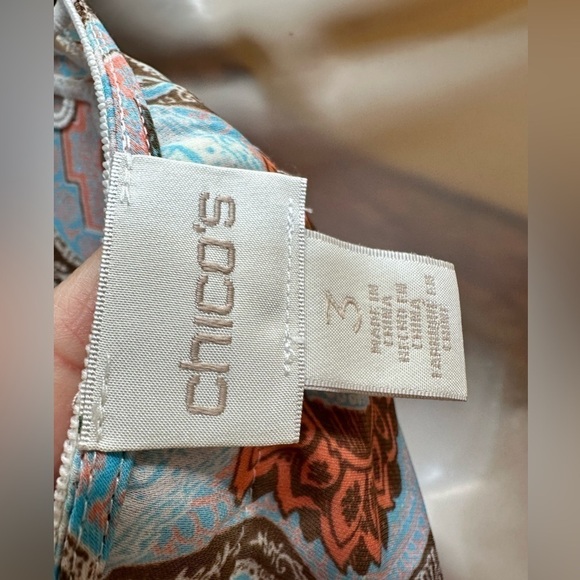 chico's
3
MADE IN
CHINA
HECHO EN
CHINA
FABRIQUÉ EN
CHINE